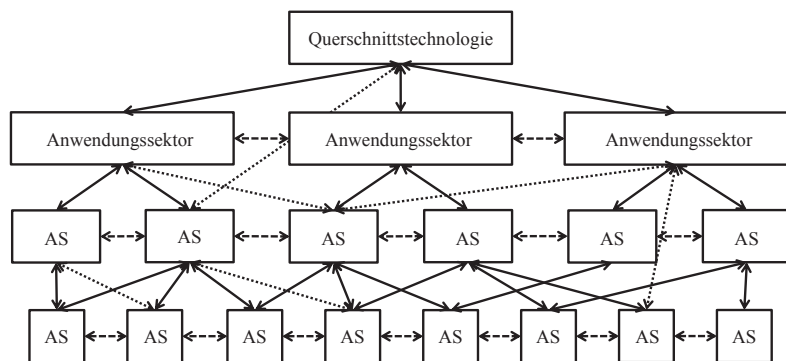 Querschnittstechnologie
Anwendungssektor Anwendungssektor Anwendungssektor
AS AS AS AS AS AS
AS AS AS AS AS AS AS AS